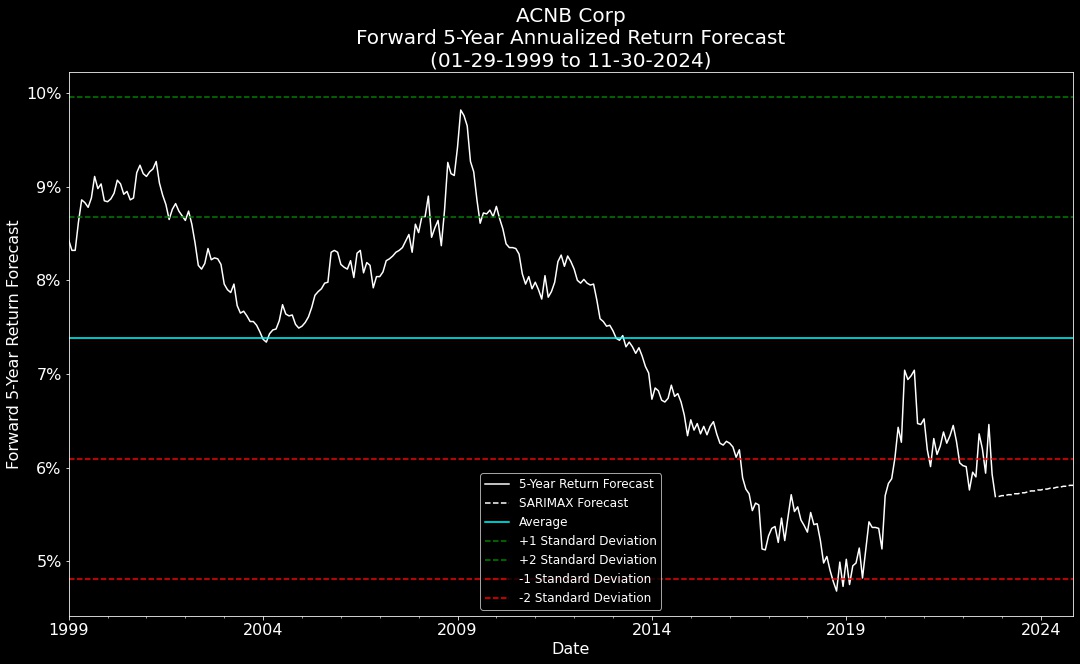 ACNB Corp
Forward 5-Year Annualized Return Forecast
(01-29-1999 to 11-30-2024)
10%
9%
8%
7%
6%
5%
Forward 5-Year Return Forecast
5-Year Return Forecast
SARIMAX Forecast
Average
+1 Standard Deviation
+2 Standard Deviation
-1 Standard Deviation
-2 Standard Deviation
1999 2004 2009 2014 2019 2024
Date